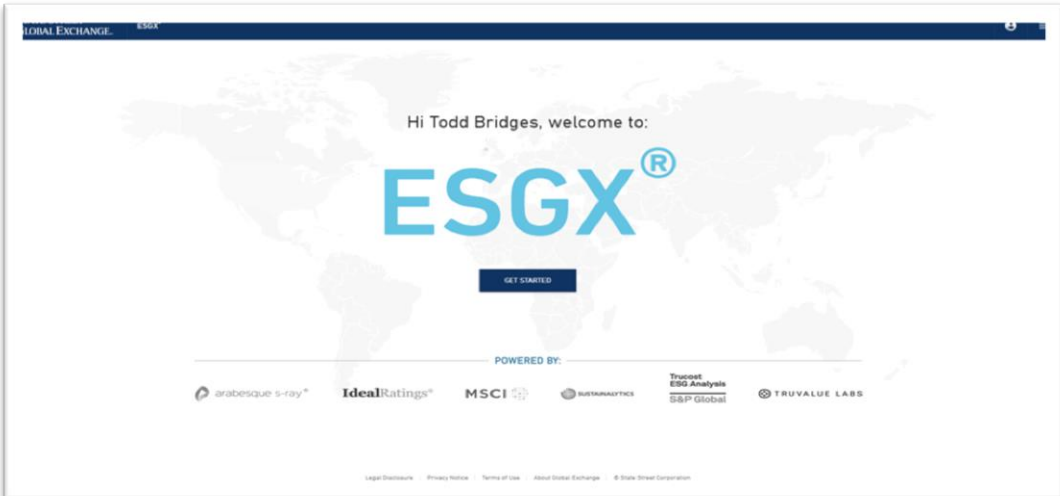 GLOBAL EXCHANGE. ESGX®
Hi Todd Bridges, welcome to:
ESGX®
GET STARTED
POWERED BY:
arabesque s-ray®
IdealRatings®
MSCI
SUSTAINALYTICS
Trucost
ESG Analysis
S&P Global
TRUVALUE LABS
Legal Disclosure Privacy Notice Terms of Use About Global Exchange © State Street Corporation